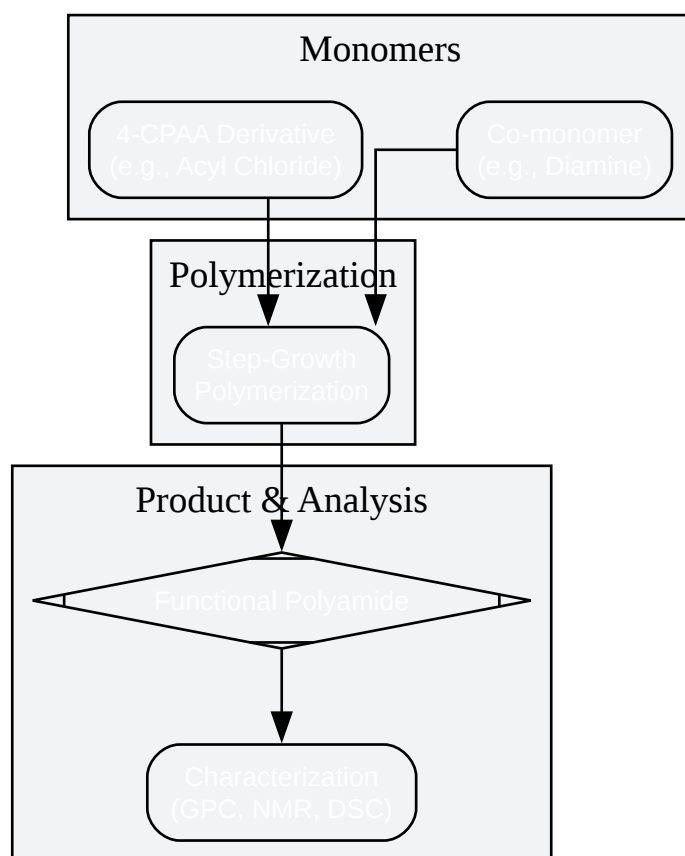 Monomers
4-CPAA Derivative
(e.g., Acyl Chloride)
Co-monomer
(e.g., Diamine)
Polymerization
Step-Growth
Polymerization
Product & Analysis
Functional Polyamide
Characterization
(GPC, NMR, DSC)